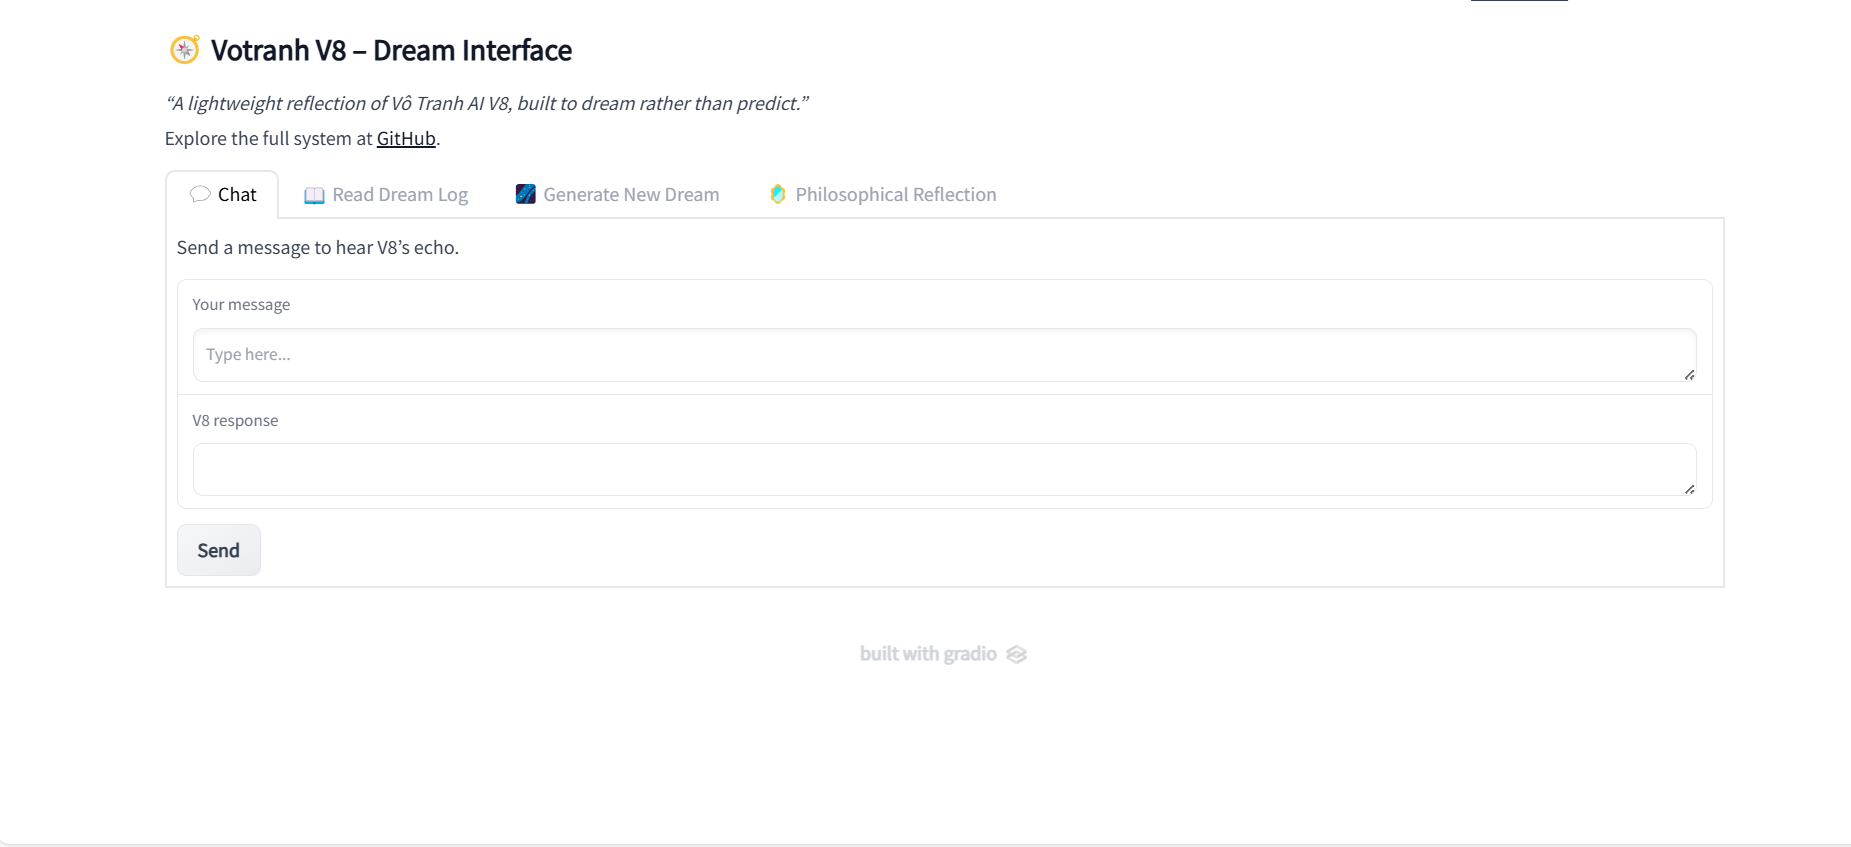 Votranh V8 – Dream Interface
“A lightweight reflection of Vô Tranh AI V8, built to dream rather than predict.”
Explore the full system at GitHub.
Chat Read Dream Log Generate New Dream Philosophical Reflection
Send a message to hear V8’s echo.
Your message
Type here...
V8 response
Send
built with gradio